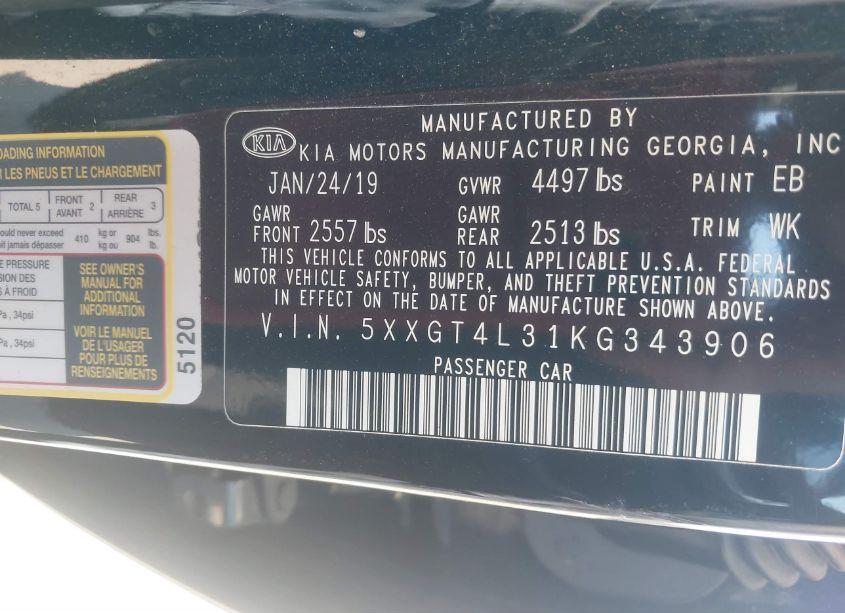 OADING INFORMATION
R LES PNEUS ET LE CHARGEMENT
TOTAL 5 FRONT AVANT 2 REAR ARRIÈRE 3
ould never exceed 410 kg or 904 lbs.
it jamais dépasser kg ou lb.
E PRESSURE
SION DES
S À FROID
Pa , 34psi
Pa , 34psi
SEE OWNER'S
MANUAL FOR
ADDITIONAL
INFORMATION
VOIR LE MANUEL
DE L'USAGER
POUR PLUS DE
RENSEIGNEMENTS
5120
MANUFACTURED BY
KIA KIA MOTORS MANUFACTURING GEORGIA, INC
JAN/24/19 GVWR 4497 lbs PAINT EB
GAWR FRONT 2557 lbs GAWR REAR 2513 lbs TRIM WK
THIS VEHICLE CONFORMS TO ALL APPLICABLE U.S.A. FEDERAL
MOTOR VEHICLE SAFETY, BUMPER, AND THEFT PREVENTION STANDARDS
IN EFFECT ON THE DATE OF MANUFACTURE SHOWN ABOVE.
V.I.N. 5XXGT4L31KG343906
PASSENGER CAR